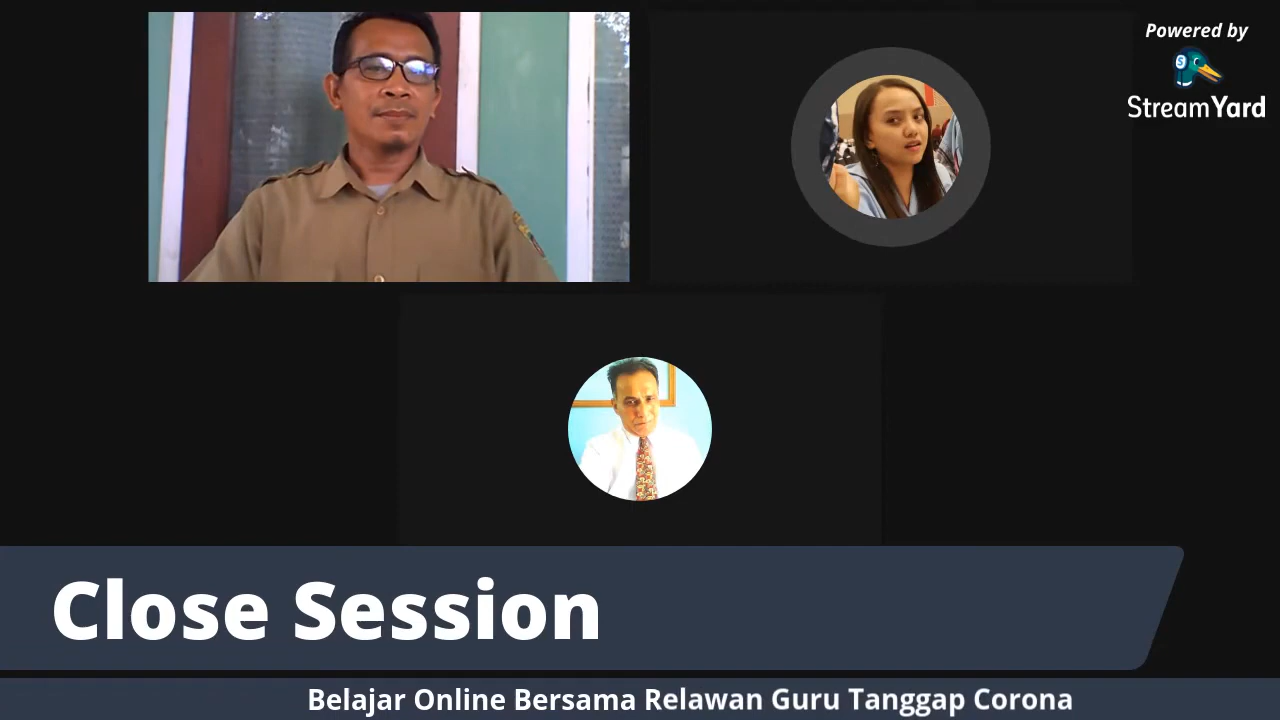 Powered by
StreamYard
Close Session
Belajar Online Bersama Relawan Guru Tanggap Corona